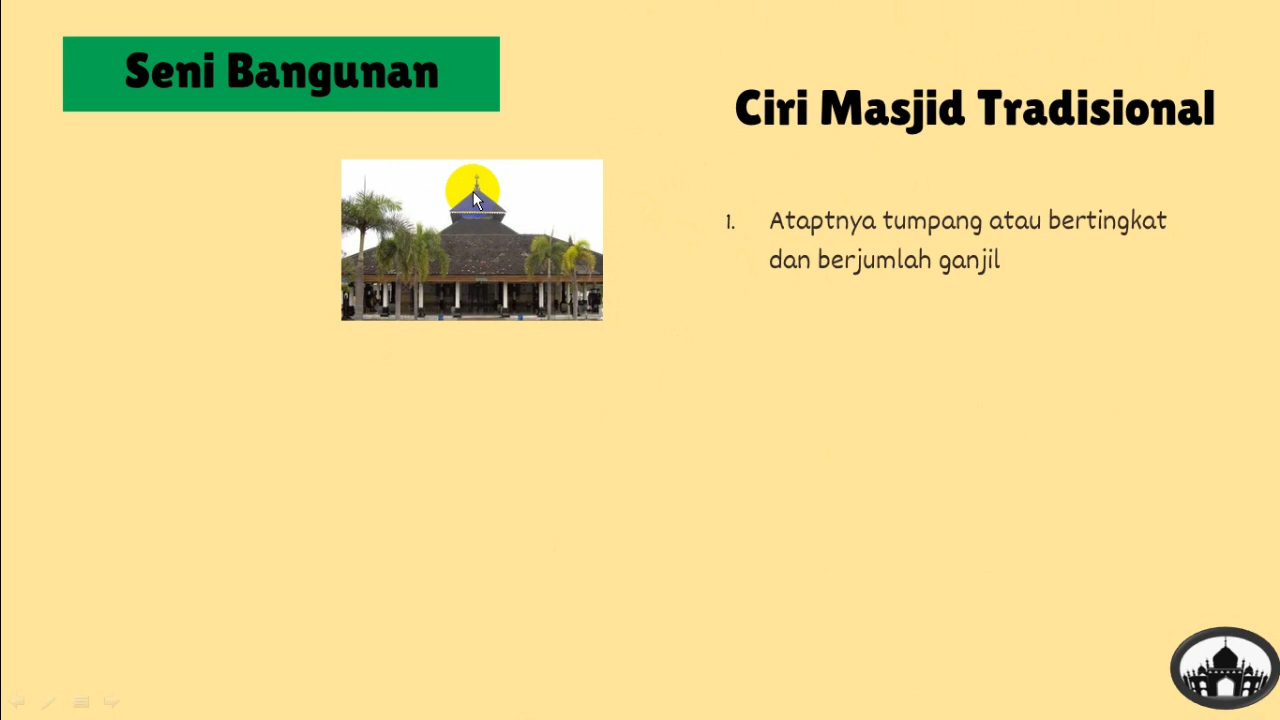 Seni Bangunan
Ciri Masjid Tradisional
1. Ataptnya tumpang atau bertingkat
dan berjumlah ganjil